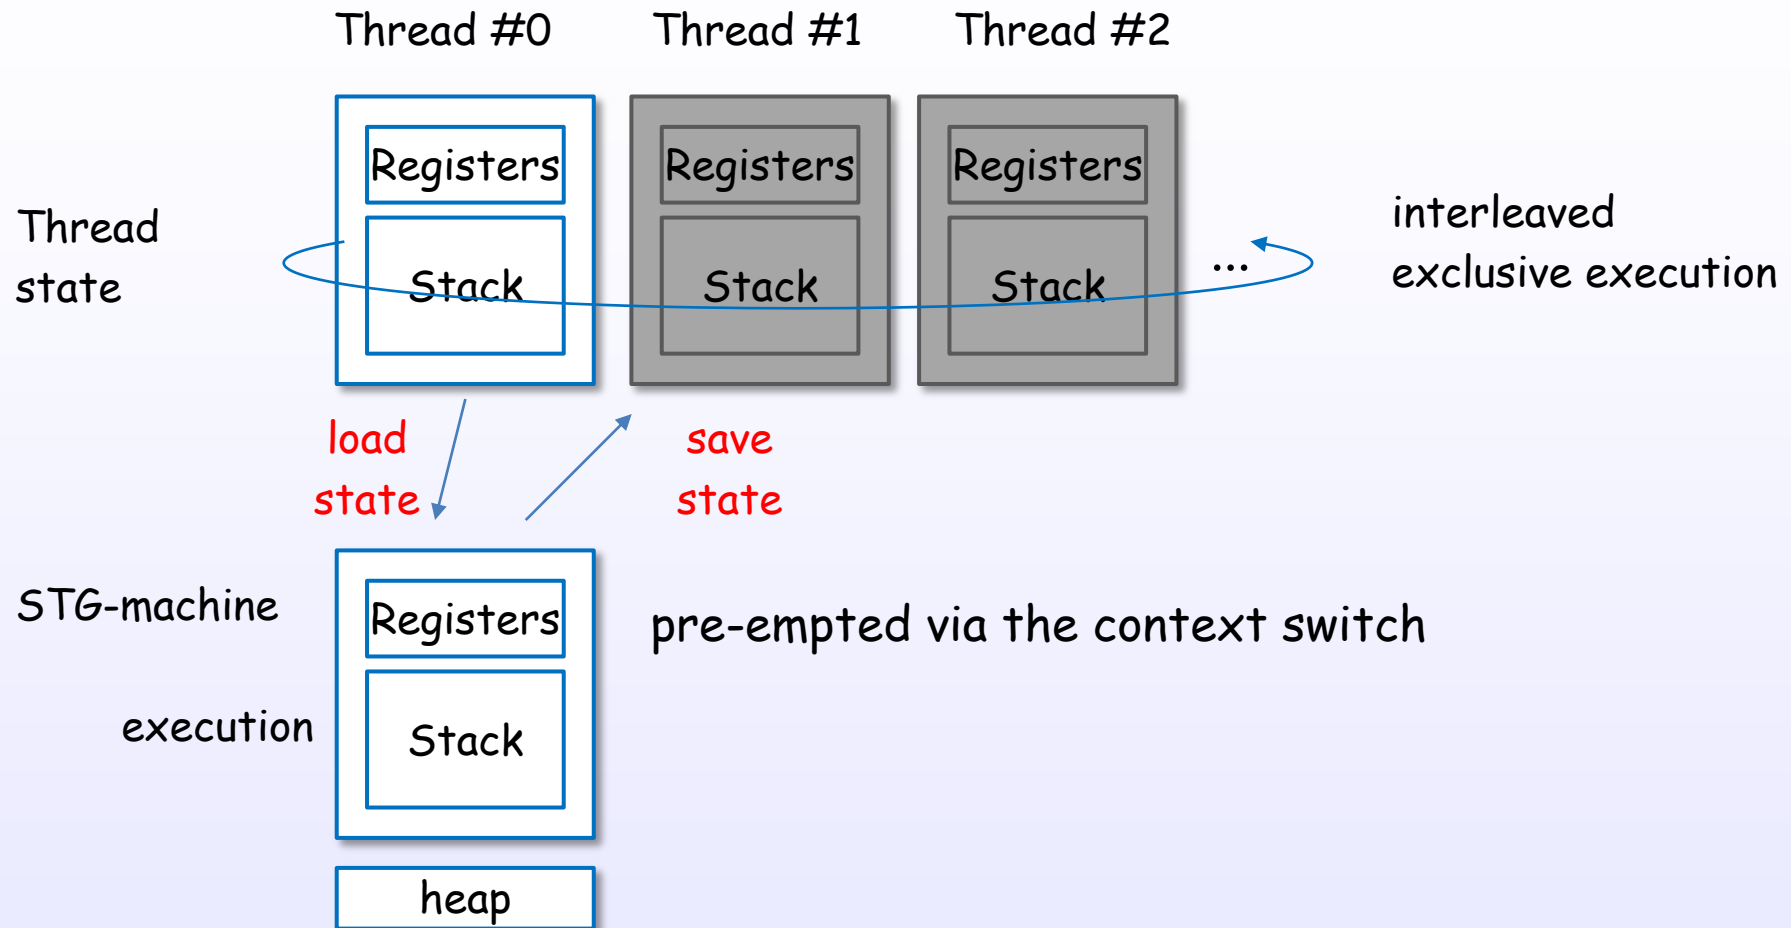 Thread #0
Thread #1
Thread #2
Registers
Registers
Registers
Thread
state
Stack
Stack
Stack
...
interleaved
exclusive execution
load
state
save
state
STG-machine
execution
Registers
Stack
pre-empted via the context switch
heap